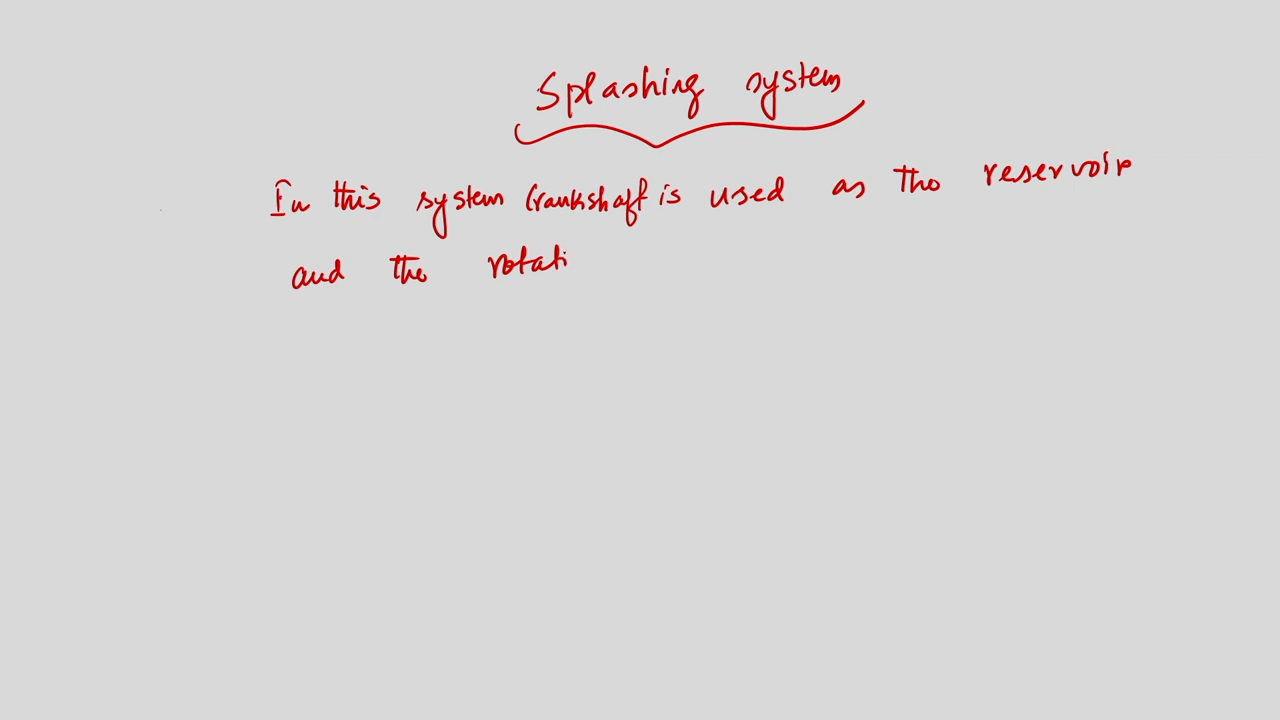 Splashing system
In this system Crankshaft is used as the reservoir
and the rotati